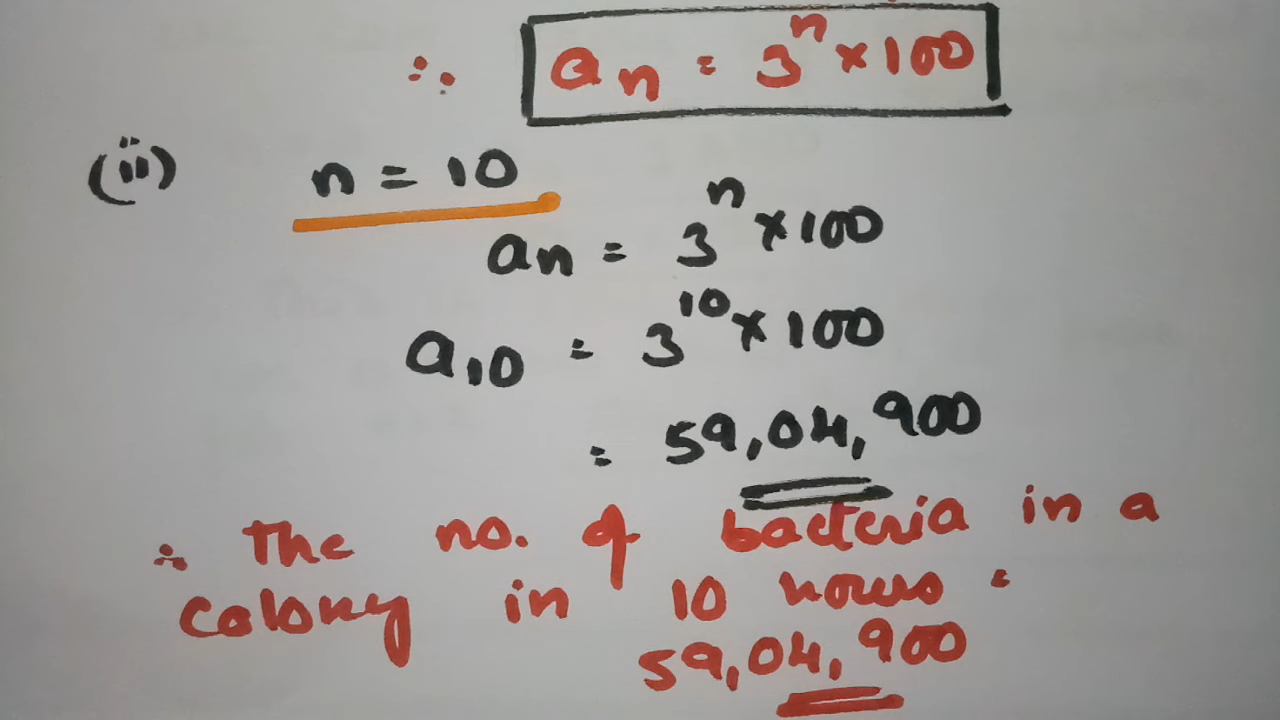 ∴ aₙ = 3ⁿ × 100
(ii) n = 10
aₙ = 3ⁿ × 100
a₁₀ = 3¹⁰ × 100
= 59,04,900
∴ The no. of bacteria in a
colony in 10 hours =
59,04,900